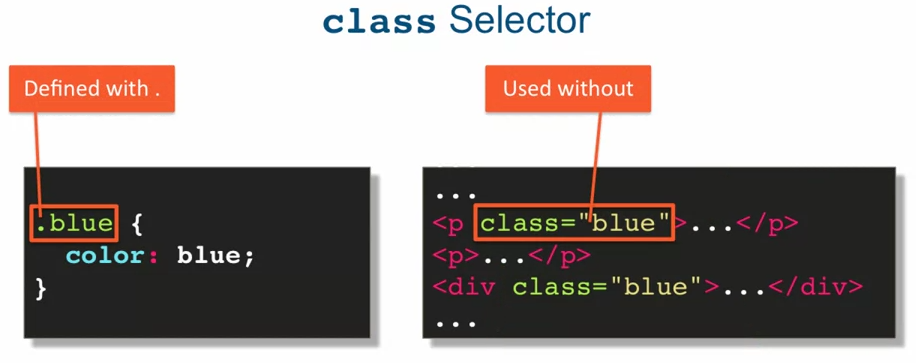 class Selector
Defined with .
Used without
.blue {
color: blue;
}
...
...
<p class="blue">...</p>
<p>...</p>
<div class="blue">...</div>
...